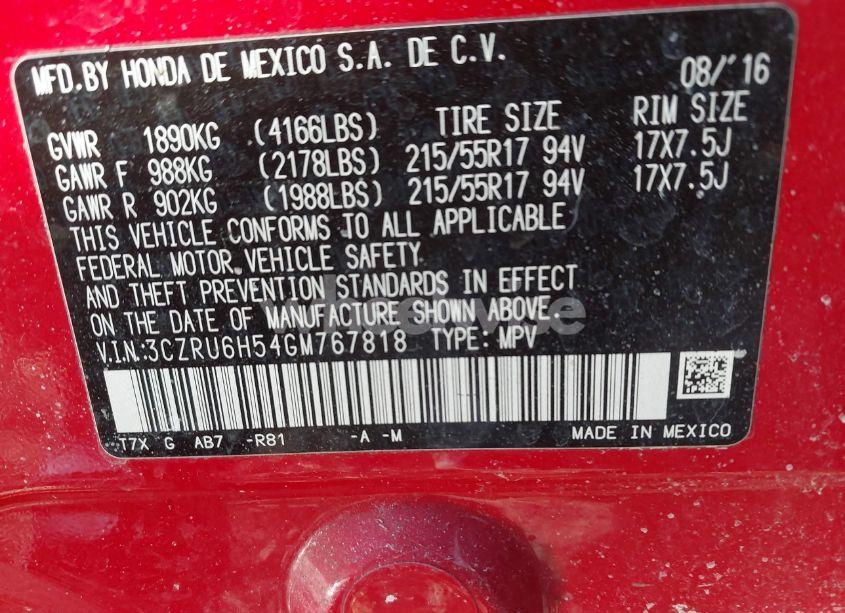 MFD.BY HONDA DE MEXICO S.A. DE C.V. 08/'16
TIRE SIZE RIM SIZE
GVWR 1890KG (4166LBS)
GAWR F 988KG (2178LBS) 215/55R17 94V 17X7.5J
GAWR R 902KG (1988LBS) 215/55R17 94V 17X7.5J
THIS VEHICLE CONFORMS TO ALL APPLICABLE
FEDERAL MOTOR VEHICLE SAFETY
AND THEFT PREVENTION STANDARDS IN EFFECT
ON THE DATE OF MANUFACTURE SHOWN ABOVE.
V.I.N.:3CZRU6H54GM767818 TYPE: MPV
T7X G AB7 -R81 -A -M MADE IN MEXICO